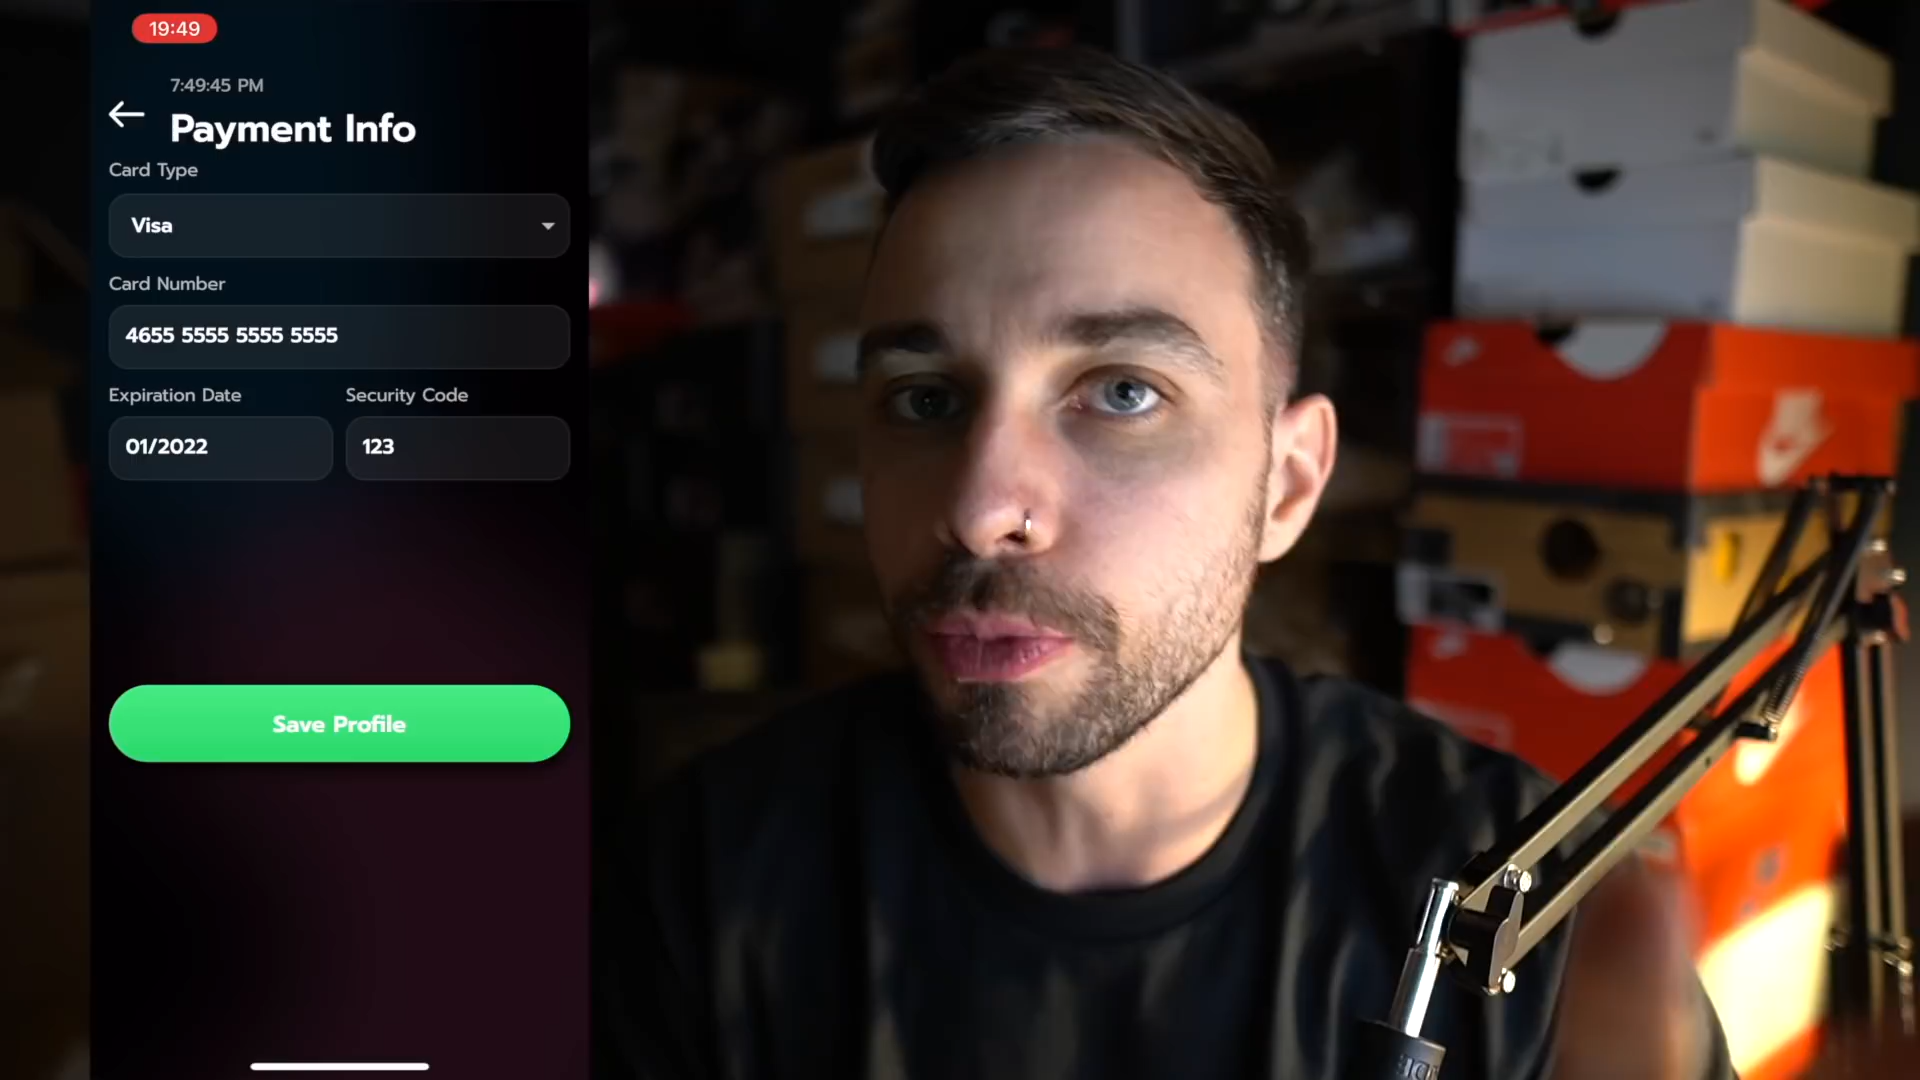 19:49
7:49:45 PM
Payment Info
Card Type
Visa
Card Number
4655 5555 5555 5555
Expiration Date
Security Code
01/2022
123
Save Profile